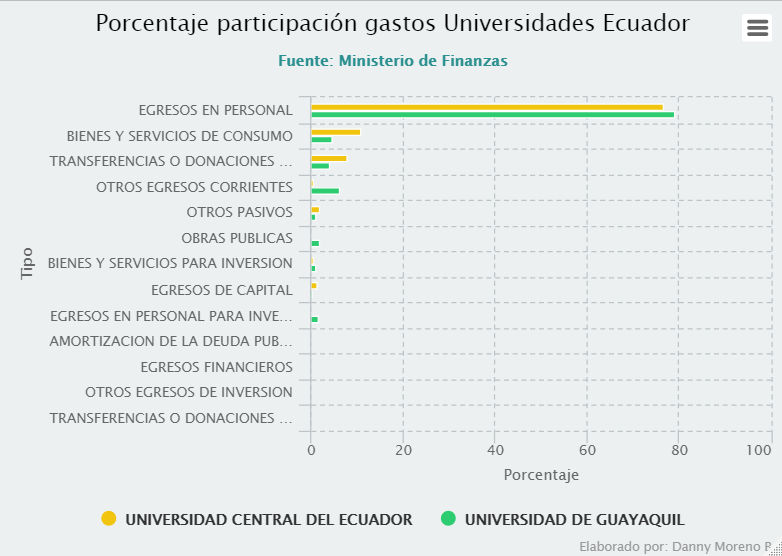 Porcentaje participación gastos Universidades Ecuador
Fuente: Ministerio de Finanzas
Tipo
EGRESOS EN PERSONAL
BIENES Y SERVICIOS DE CONSUMO
TRANSFERENCIAS O DONACIONES ...
OTROS EGRESOS CORRIENTES
OTROS PASIVOS
OBRAS PUBLICAS
BIENES Y SERVICIOS PARA INVERSION
EGRESOS DE CAPITAL
EGRESOS EN PERSONAL PARA INVE...
AMORTIZACION DE LA DEUDA PUB...
EGRESOS FINANCIEROS
OTROS EGRESOS DE INVERSION
TRANSFERENCIAS O DONACIONES ...
0 20 40 60 80 100
Porcentaje
UNIVERSIDAD CENTRAL DEL ECUADOR UNIVERSIDAD DE GUAYAQUIL
Elaborado por: Danny Moreno P